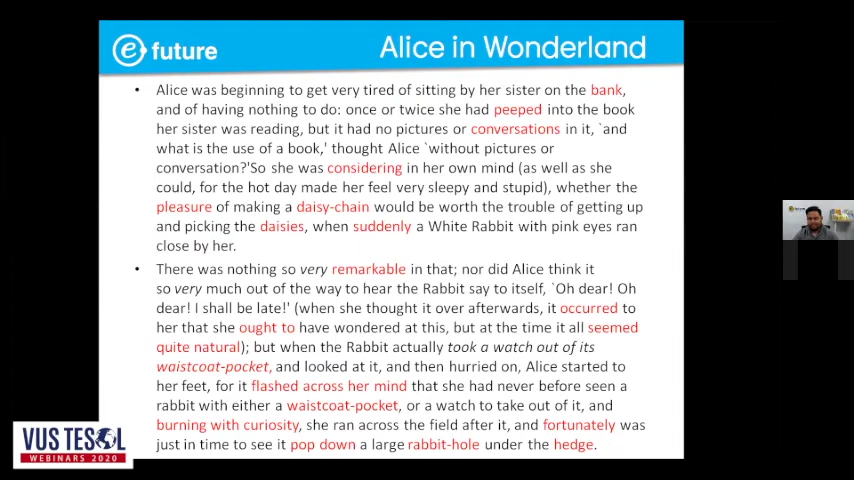 e future
Alice in Wonderland
• Alice was beginning to get very tired of sitting by her sister on the bank,
and of having nothing to do: once or twice she had peeped into the book
her sister was reading, but it had no pictures or conversations in it, `and
what is the use of a book,' thought Alice `without pictures or
conversation?'So she was considering in her own mind (as well as she
could, for the hot day made her feel very sleepy and stupid), whether the
pleasure of making a daisy-chain would be worth the trouble of getting up
and picking the daisies, when suddenly a White Rabbit with pink eyes ran
close by her.
• There was nothing so very remarkable in that; nor did Alice think it
so very much out of the way to hear the Rabbit say to itself, `Oh dear! Oh
dear! I shall be late!' (when she thought it over afterwards, it occurred to
her that she ought to have wondered at this, but at the time it all seemed
quite natural); but when the Rabbit actually took a watch out of its
waistcoat-pocket, and looked at it, and then hurried on, Alice started to
her feet, for it flashed across her mind that she had never before seen a
rabbit with either a waistcoat-pocket, or a watch to take out of it, and
burning with curiosity, she ran across the field after it, and fortunately was
just in time to see it pop down a large rabbit-hole under the hedge.
VUS TESOL
WEBINARS 2020